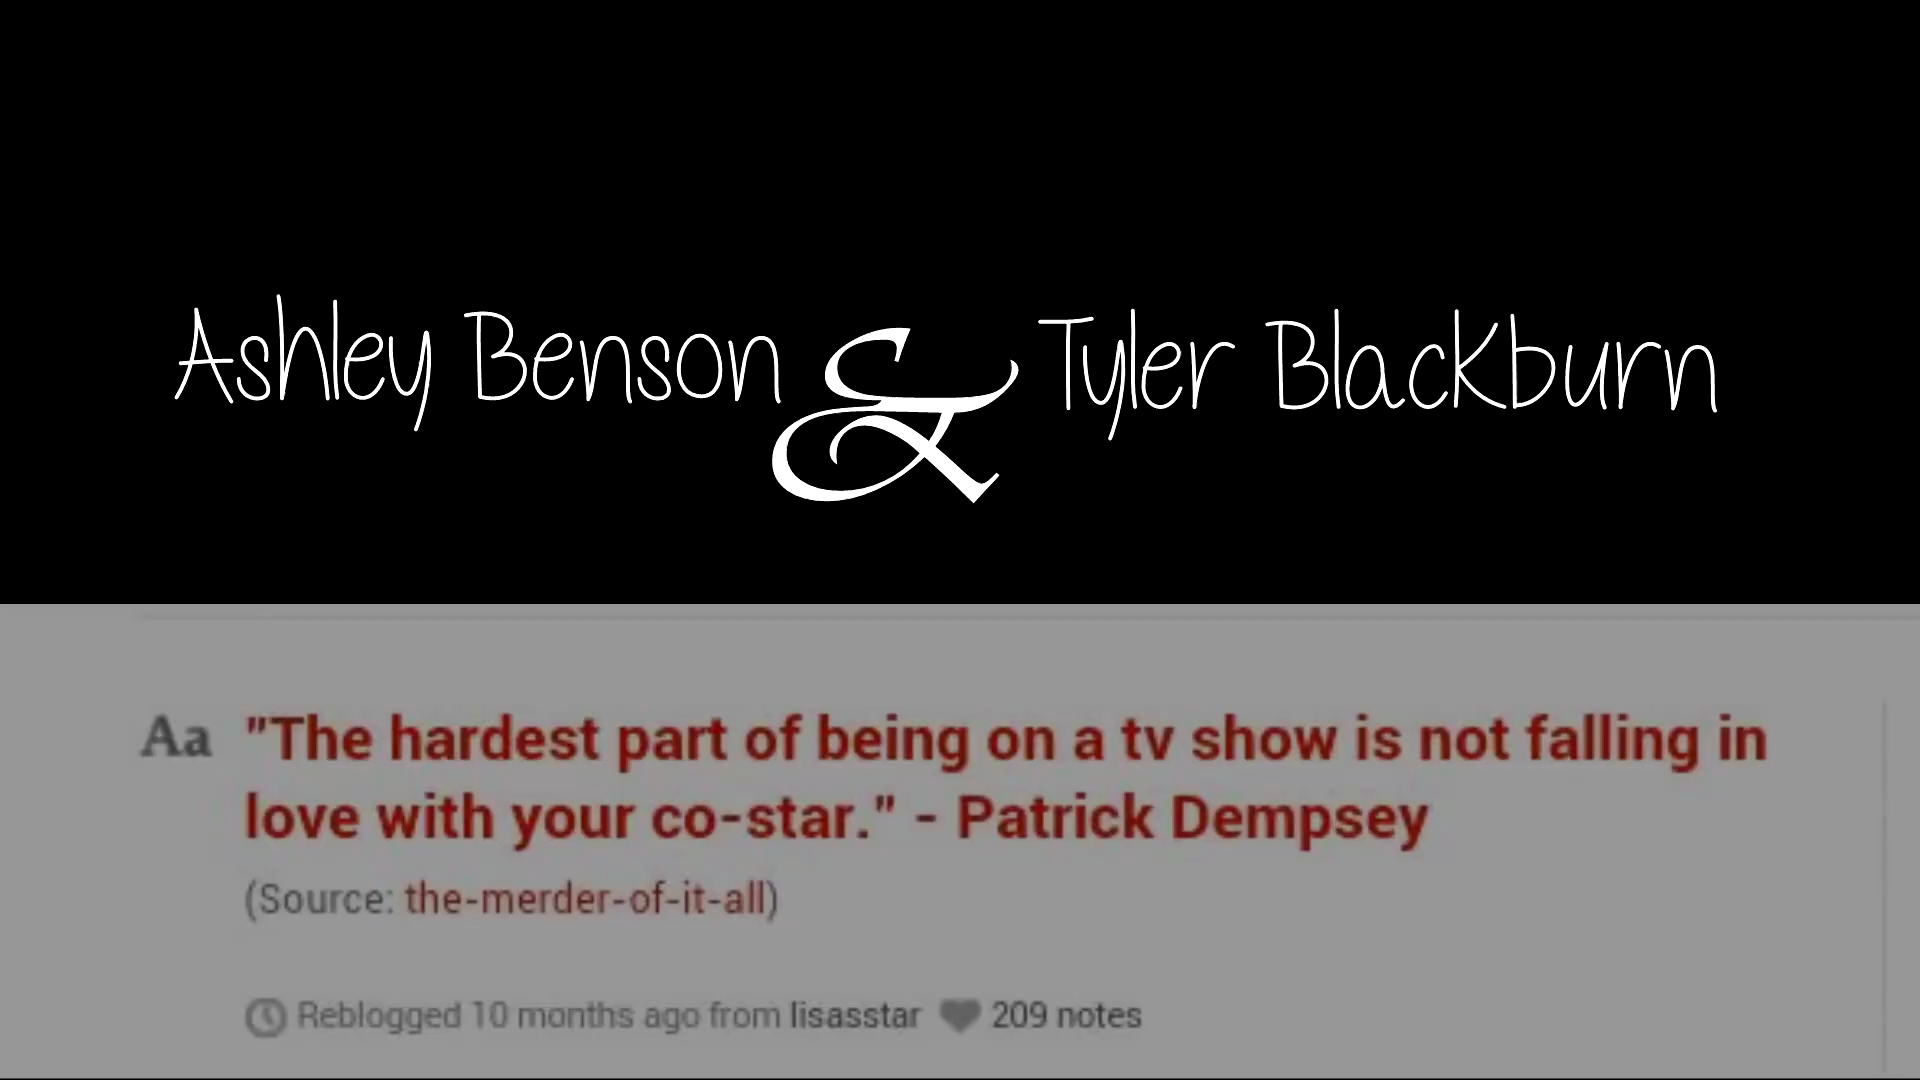 Ashley Benson & Tyler Blackburn
Aa "The hardest part of being on a tv show is not falling in
love with your co-star." - Patrick Dempsey
(Source: the-merder-of-it-all)
Reblogged 10 months ago from lisasstar 209 notes